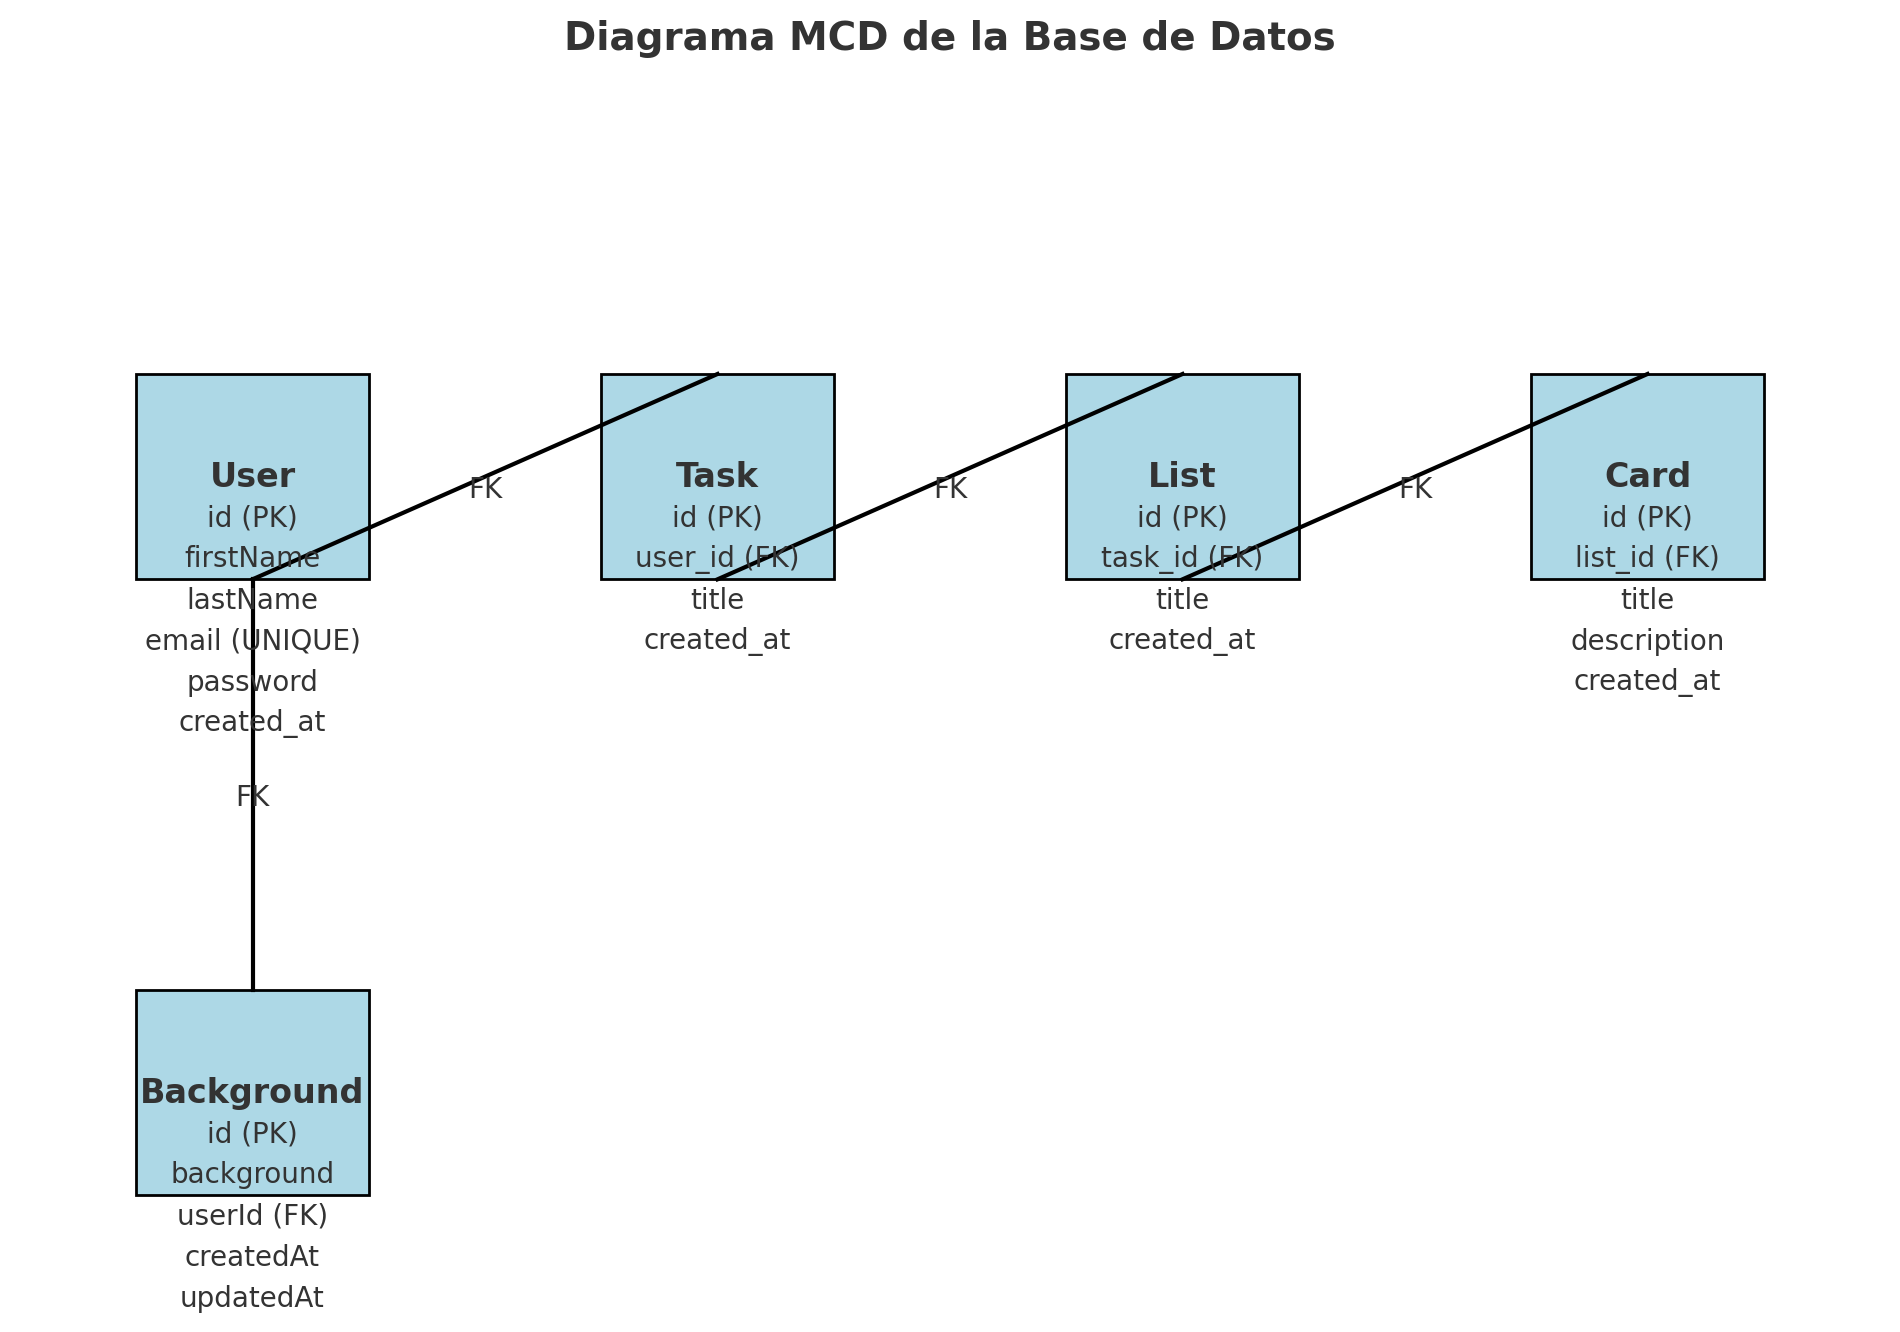 Diagrama MCD de la Base de Datos
User
id (PK)
firstName
lastName
email (UNIQUE)
password
created_at
FK
Task
id (PK)
user_id (FK)
title
created_at
FK
List
id (PK)
task_id (FK)
title
created_at
FK
Card
id (PK)
list_id (FK)
title
description
created_at
FK
Background
id (PK)
background
userId (FK)
createdAt
updatedAt